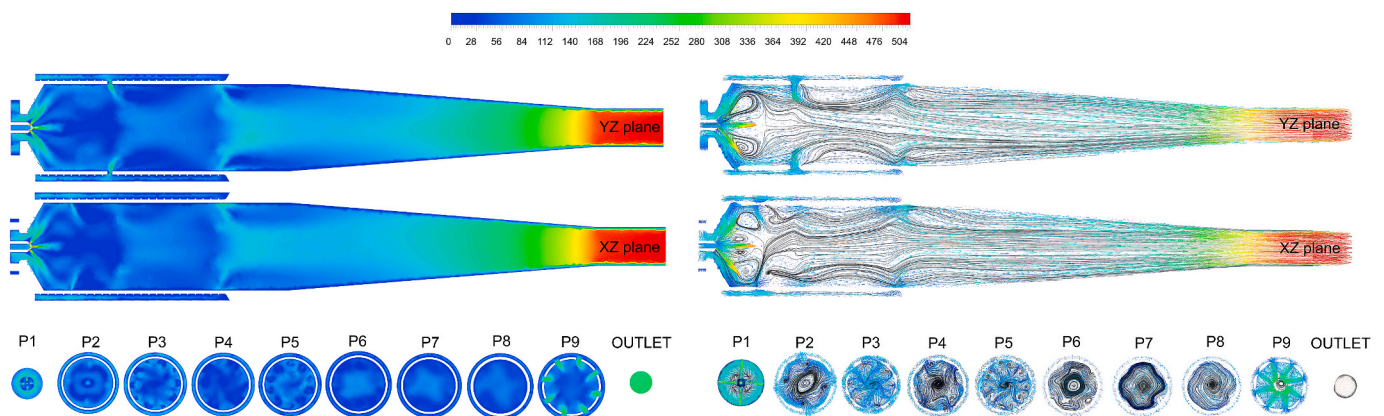 0 28 56 84 112 140 168 196 224 252 280 308 336 364 392 420 448 476 504
YZ plane YZ plane
XZ plane XZ plane
P1 P2 P3 P4 P5 P6 P7 P8 P9 OUTLET P1 P2 P3 P4 P5 P6 P7 P8 P9 OUTLET